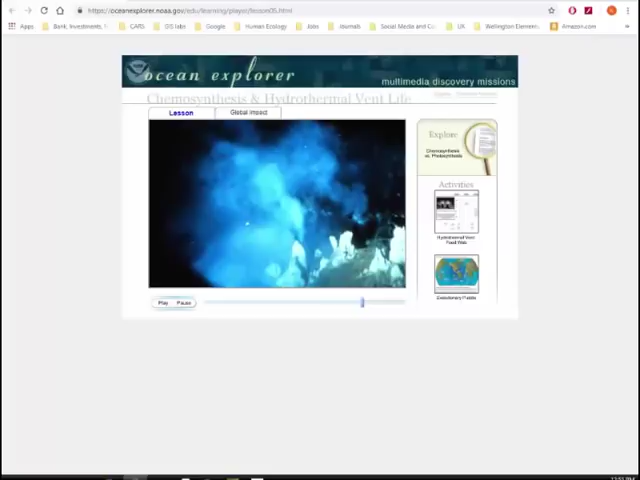 https://oceanexplorer.noaa.gov/edu/learning/player/lesson05.html
Apps Bank, Investments, CARS GIS labs Google Human Ecology Jobs Journals Social Media and Co UX Wellington Elemen Amazon.com
ocean explorer
multimedia discovery missions
Chemosynthesis & Hydrothermal Vent Life
Lesson Global Impact
Explore
Chemosynthesis
vs. Photosynthesis
Activities
Hydrothermal Vent
Food Web
Evolutionary Puzzle
Play Pause